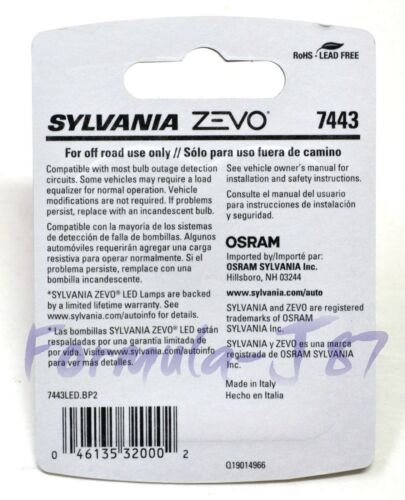 RoHS - LEAD FREE
SYLVANIA ZEVO® 7443
For off road use only // Sólo para uso fuera de camino
Compatible with most bulb outage detection
circuits. Some vehicles may require a load
equalizer for normal operation. Vehicle
modifications are not required. If problems
persist, replace with an incandescent bulb.
Compatible con la mayoría de los sistemas
de detección de falla de bombillas. Algunos
automóviles requerirán agregar una carga
resistiva para operar normalmente. Si el
problema persiste, remplace con una
bombilla incandescente.
*SYLVANIA ZEVO® LED Lamps are backed
by a limited lifetime warranty. See
www.sylvania.com/autoinfo for details.
* Las bombillas SYLVANIA ZEVO® LED están
respaldadas por una garantía limitada de
por vida. Visite www.sylvania.com/autoinfo
para ver más detalles.
7443LED.BP2
0 46135 32000 2
See vehicle owner's manual for
installation and safety instructions.
Consulte el manual del usuario
para instrucciones de instalación
y seguridad.
OSRAM
Imported by/Importé par:
OSRAM SYLVANIA Inc.
Hillsboro, NH 03244
www.sylvania.com/auto
SYLVANIA and ZEVO are registered
trademarks of OSRAM
SYLVANIA Inc.
SYLVANIA y ZEVO es una marca
registrada de OSRAM SYLVANIA
Inc.
Made in Italy
Hecho en Italia
Q19014966
Formula-J87